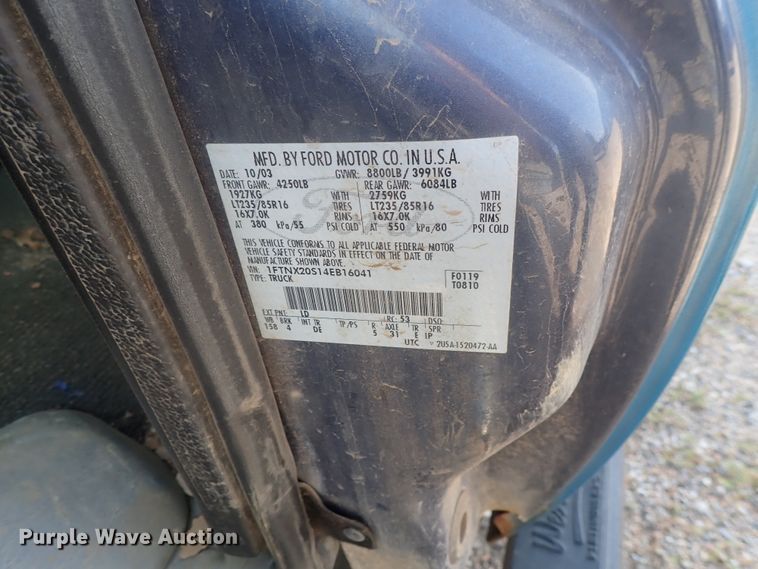 MFD. BY FORD MOTOR CO. IN U.S.A.
DATE: 10/03 GVWR: 8800LB/ 3991KG
FRONT GAWR: 4250LB REAR GAWR: 6084LB
1927KG WITH 2759KG WITH
LT235/85R16 TIRES LT235/85R16 TIRES
16X7.0K RIMS 16X7.0K RIMS
AT 380 kPa/55 PSI COLD AT 550 kPa/80 PSI COLD
THIS VEHICLE CONFORMS TO ALL APPLICABLE FEDERAL MOTOR
VEHICLE SAFETY STANDARDS IN EFFECT ON THE DATE OF
MANUFACTURE SHOWN ABOVE.
VIN: 1FTNX20S14EB16041 F0119
TYPE: TRUCK T0810
EXT PNT: LD RC: 53 DSO:
WB BRK INT TR TP/PS R AXLE TR SPR
158 4 DE 5 31 E IP
UTC 2U5A-1520472-AA
Ford
Purple Wave Auction